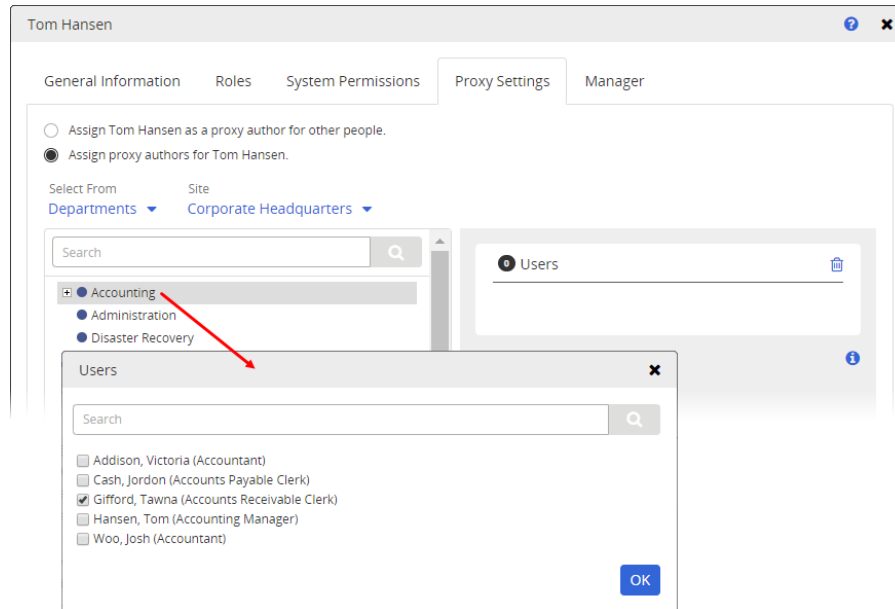 Tom Hansen
General Information Roles System Permissions Proxy Settings Manager
Assign Tom Hansen as a proxy author for other people.
Assign proxy authors for Tom Hansen.
Select From Site
Departments Corporate Headquarters
Search
0 Users
Accounting
Administration
Disaster Recovery
Users
Search
Addison, Victoria (Accountant)
Cash, Jordon (Accounts Payable Clerk)
Gifford, Tawna (Accounts Receivable Clerk)
Hansen, Tom (Accounting Manager)
Woo, Josh (Accountant)
OK